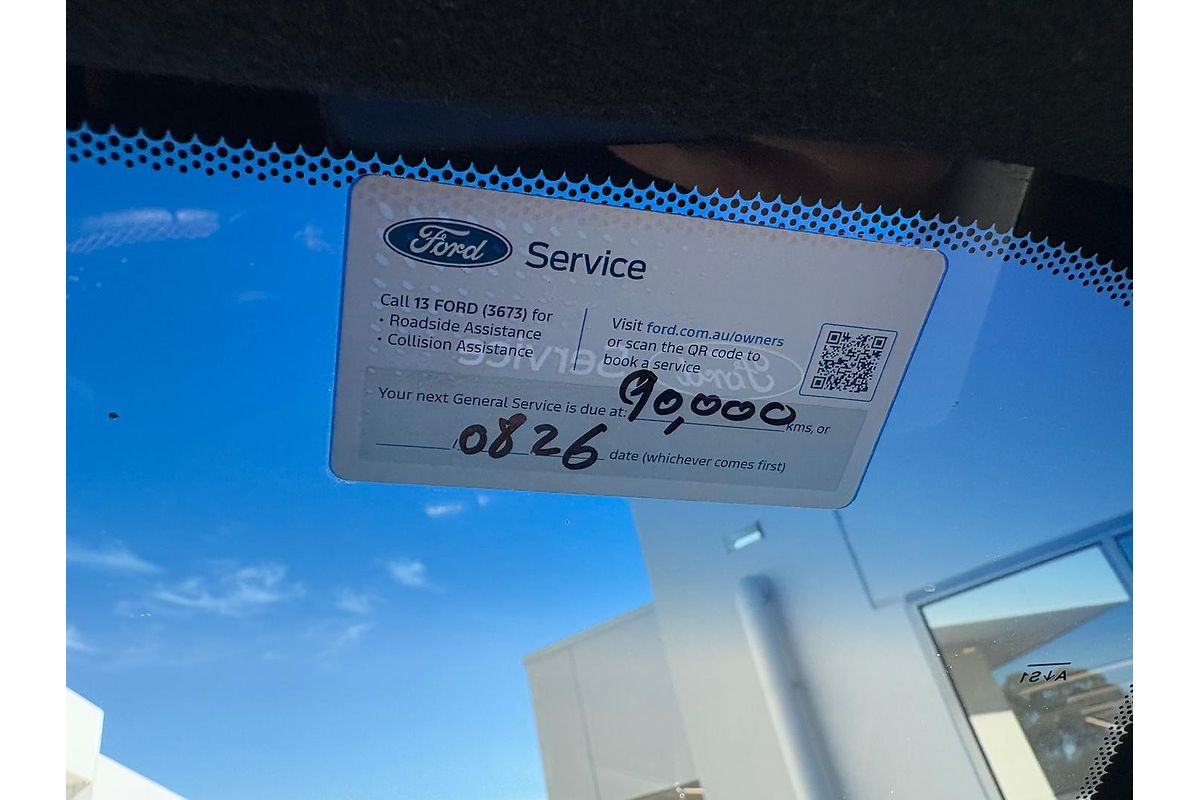 Ford Service
Call 13 FORD (3673) for
• Roadside Assistance
• Collision Assistance
Visit ford.com.au/owners
or scan the QR code to
book a service
Your next General Service is due at: 90,000 kms, or
/ 08 26 date (whichever comes first)